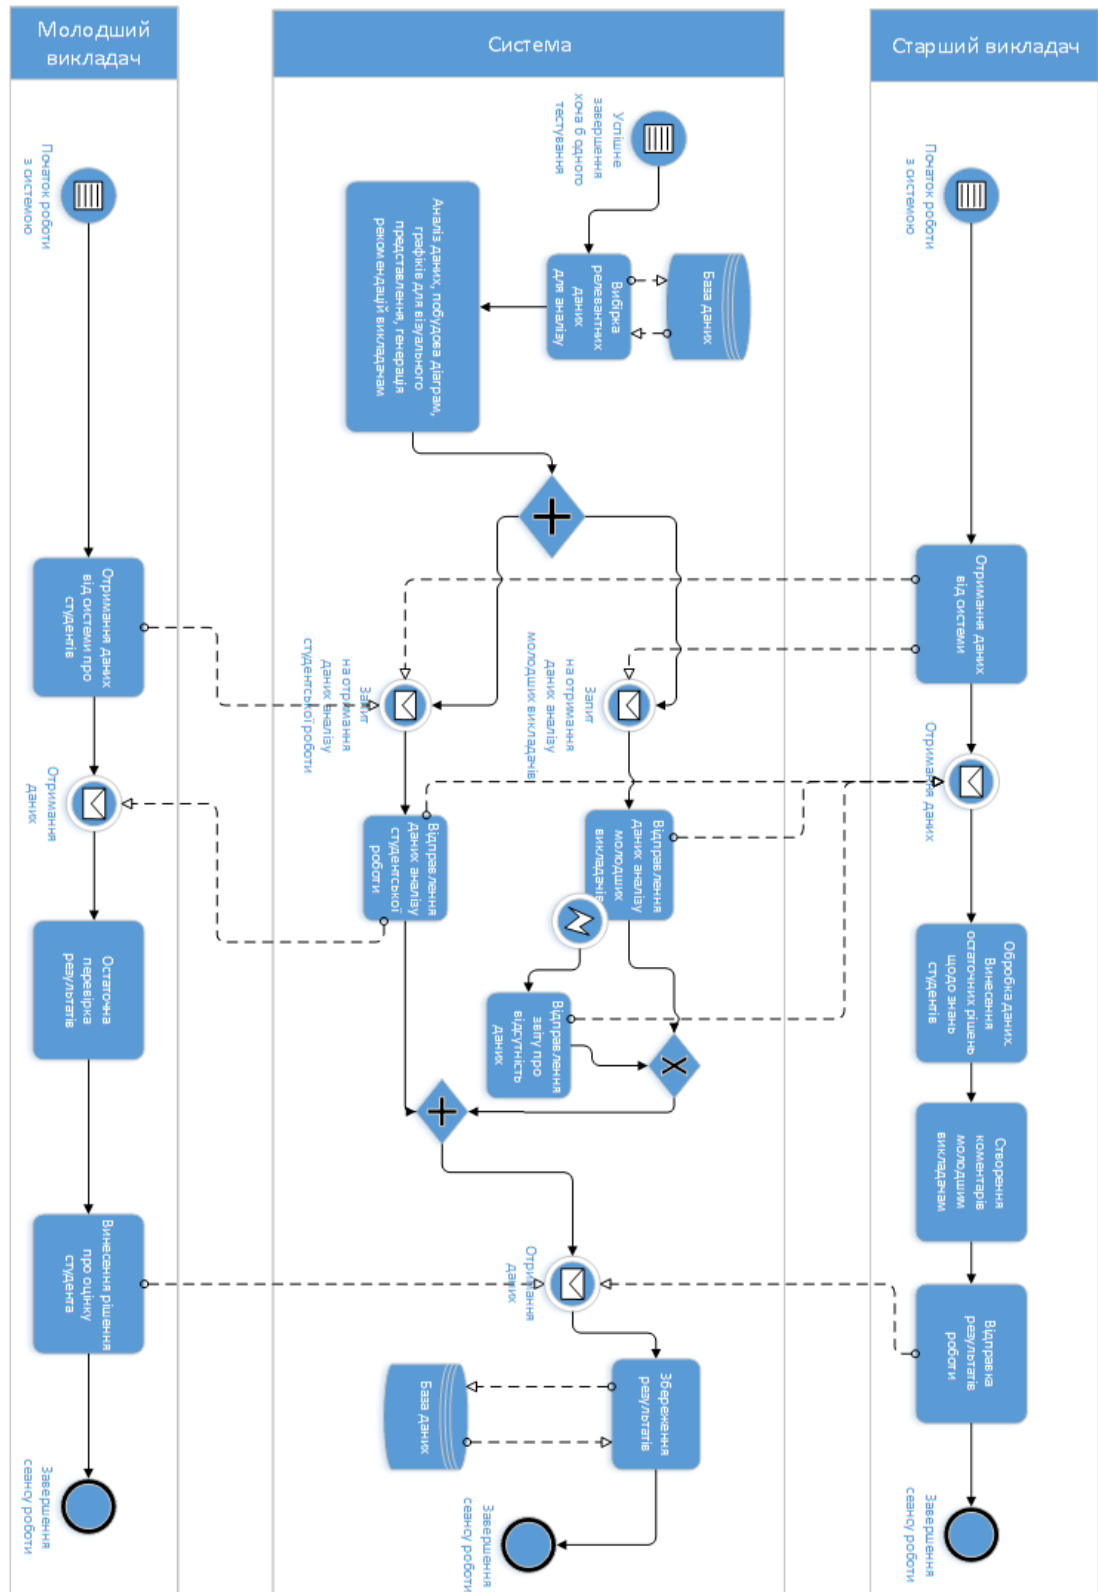 Молодший
викладач
Система
Старший викладач
Початок роботи
з системою
Отримання даних
від системи про
студентів
Отримання
даних
Остаточна
перевірка
результатів
Винесення рішення
про оцінку
студента
Завершення
сеансу роботи
Успішне
завершення
хоча б одного
тестування
База даних
Вибірка
релевантних
даних
для аналізу
Аналіз даних, побудова діаграм,
графіків для візуального
представлення, генерація
рекомендацій викладачам
Запит
на отримання
даних аналізу
студентської роботи
Запит
на отримання
даних аналізу
молодших викладачів
Відправлення
даних аналізу
студентської
роботи
Відправлення
даних аналізу
молодших
викладачів
Відправлення
звіту про
відсутність
даних
Отримання
даних
Збереження
результатів
База даних
Завершення
сеансу роботи
Початок роботи
з системою
Отримання даних
від системи
Отримання даних
Обробка даних.
Винесення
остаточних рішень
щодо знань
студентів
Створення
коментарів
молодшим
викладачам
Відправка
результатів
роботи
Завершення
сеансу роботи